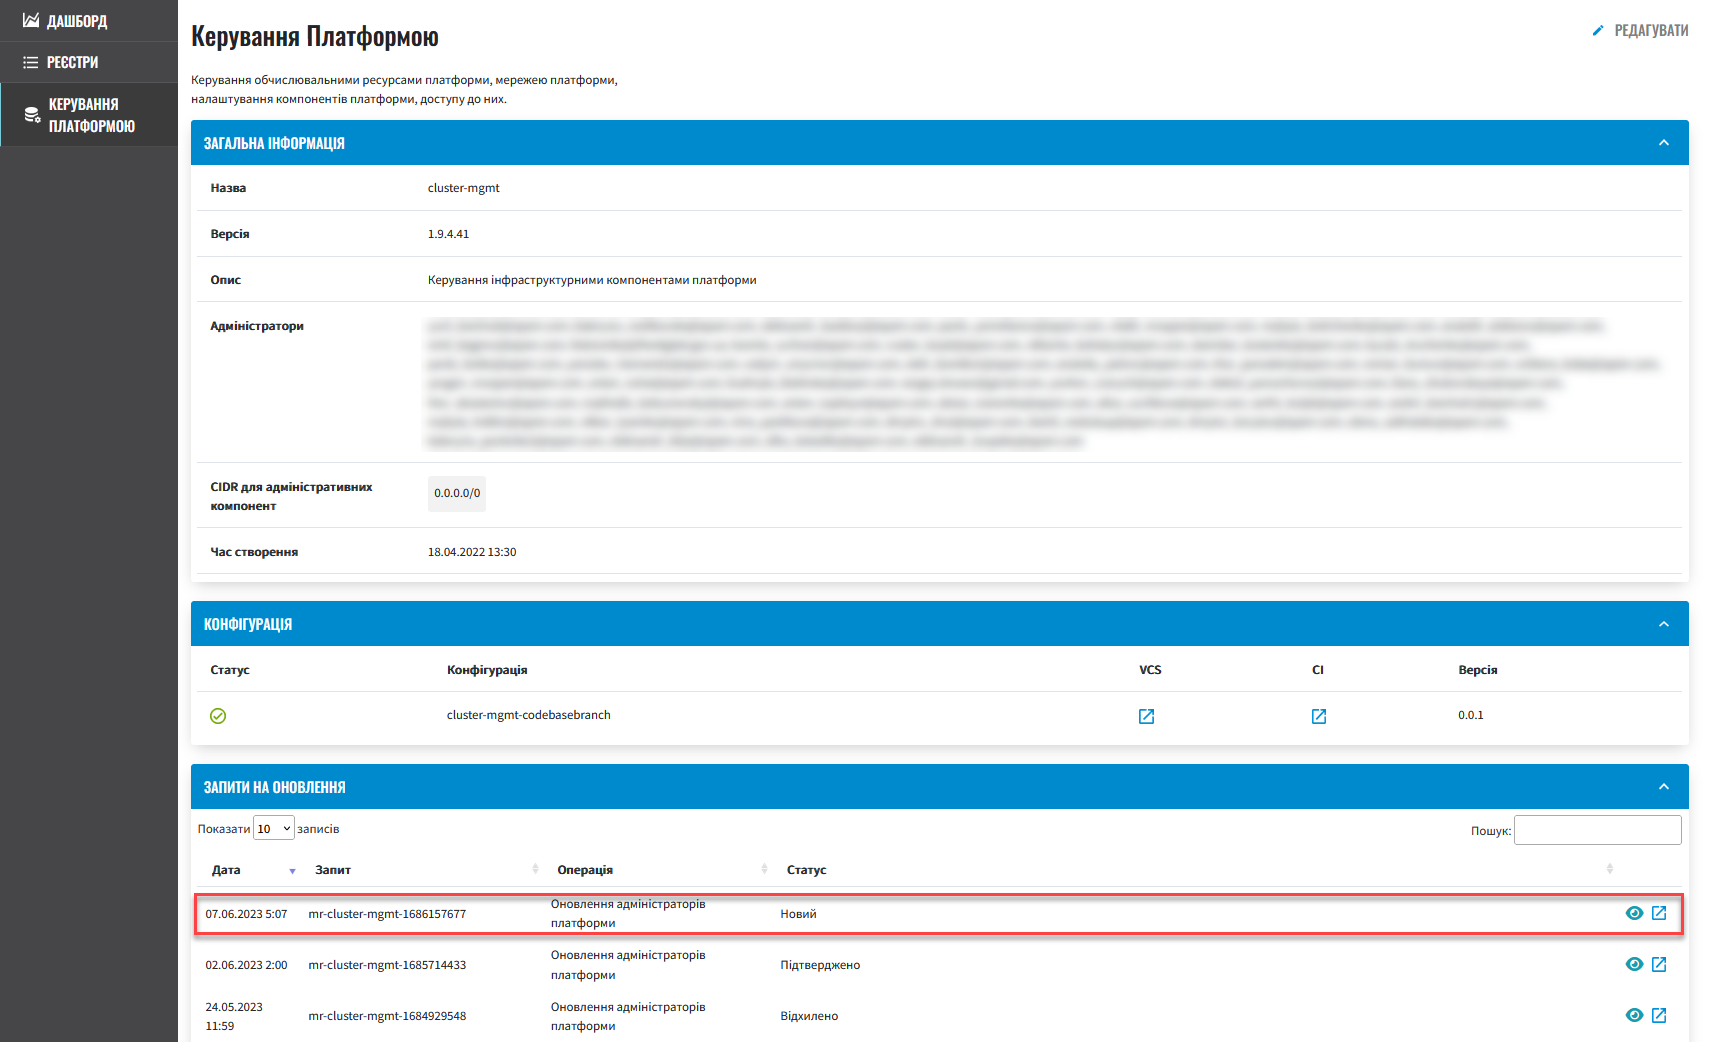 ДАШБОРД
РЕЄСТРИ
КЕРУВАННЯ
ПЛАТФОРМОЮ
Керування Платформою
РЕДАГУВАТИ
Керування обчислювальними ресурсами платформи, мережею платформи,
налаштування компонентів платформи, доступу до них.
ЗАГАЛЬНА ІНФОРМАЦІЯ
Назва cluster-mgmt
Версія 1.9.4.41
Опис Керування інфраструктурними компонентами платформи
Адміністратори
CIDR для адміністративних
компонент
0.0.0.0/0
Час створення 18.04.2022 13:30
КОНФІГУРАЦІЯ
Статус Конфігурація VCS CI Версія
cluster-mgmt-codebasebranch 0.0.1
ЗАПИТИ НА ОНОВЛЕННЯ
Показати 10 записів Пошук:
Дата Запит Операція Статус
07.06.2023 5:07 mr-cluster-mgmt-1686157677 Оновлення адміністраторів
платформи
Новий
02.06.2023 2:00 mr-cluster-mgmt-1685714433 Оновлення адміністраторів
платформи
Підтверджено
24.05.2023
11:59
mr-cluster-mgmt-1684929548 Оновлення адміністраторів
платформи
Відхилено